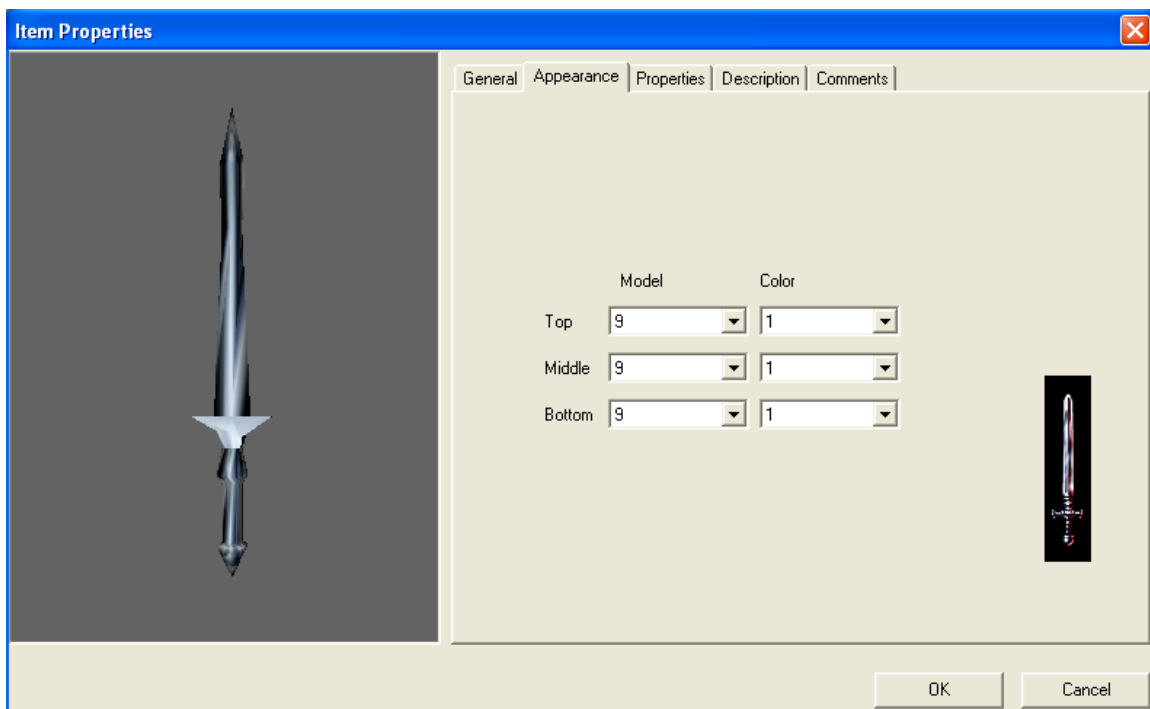 Item Properties
General Appearance Properties Description Comments
Model Color
Top 9 1
Middle 9 1
Bottom 9 1
OK Cancel